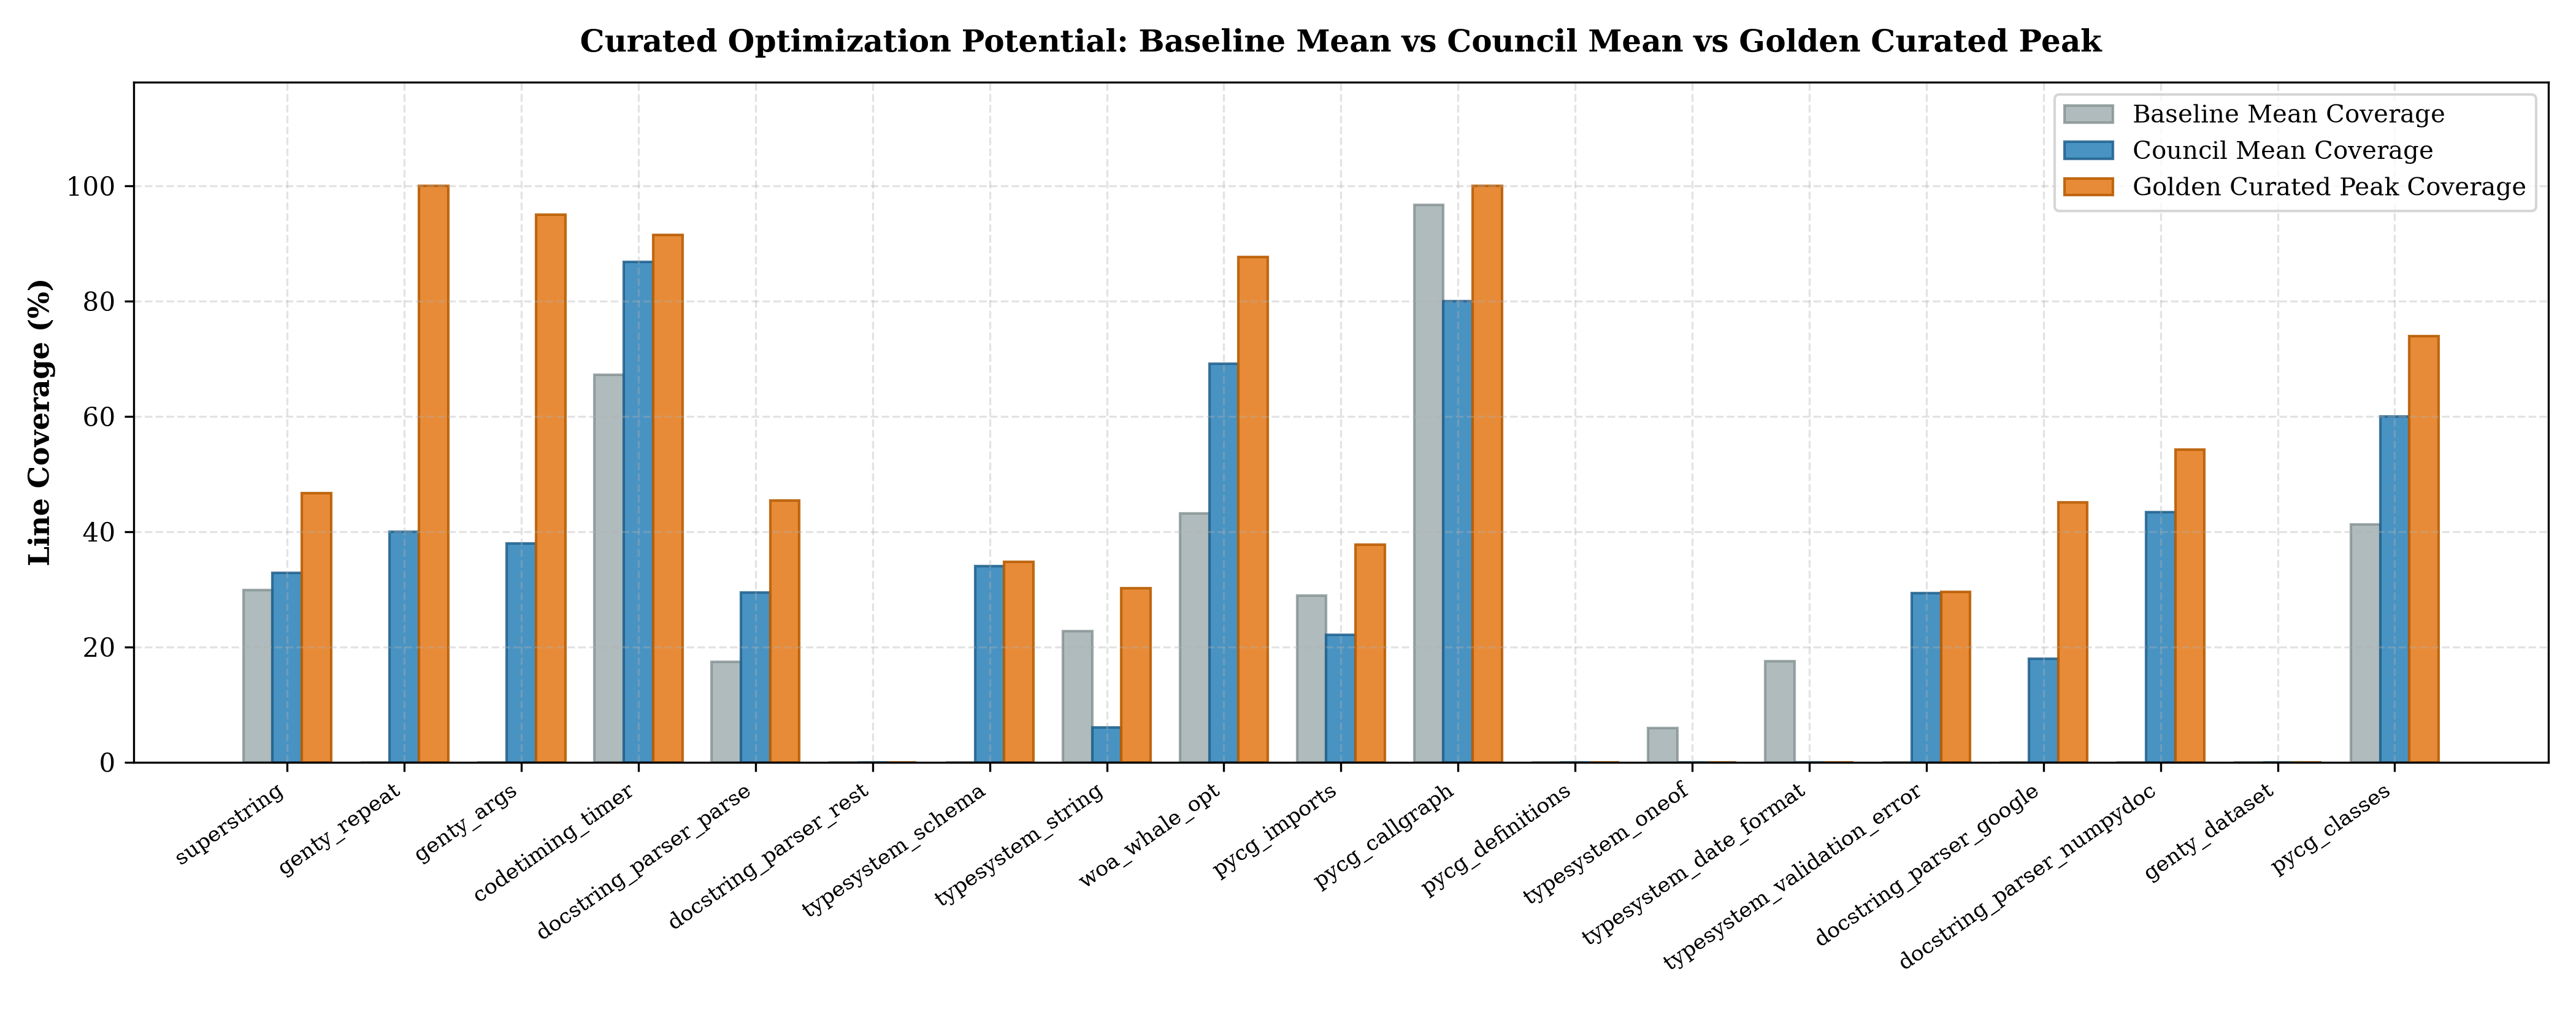 Curated Optimization Potential: Baseline Mean vs Council Mean vs Golden Curated Peak
Baseline Mean Coverage
Council Mean Coverage
Golden Curated Peak Coverage
Line Coverage (%)
100
80
60
40
20
0
superstring
genty_repeat
genty_args
codetiming_timer
docstring_parser_parse
docstring_parser_rest
typesystem_schema
typesystem_string
woa_whale_opt
pycg_imports
pycg_callgraph
pycg_definitions
typesystem_oneof
typesystem_date_format
typesystem_validation_error
docstring_parser_google
docstring_parser_numpydoc
genty_dataset
pycg_classes